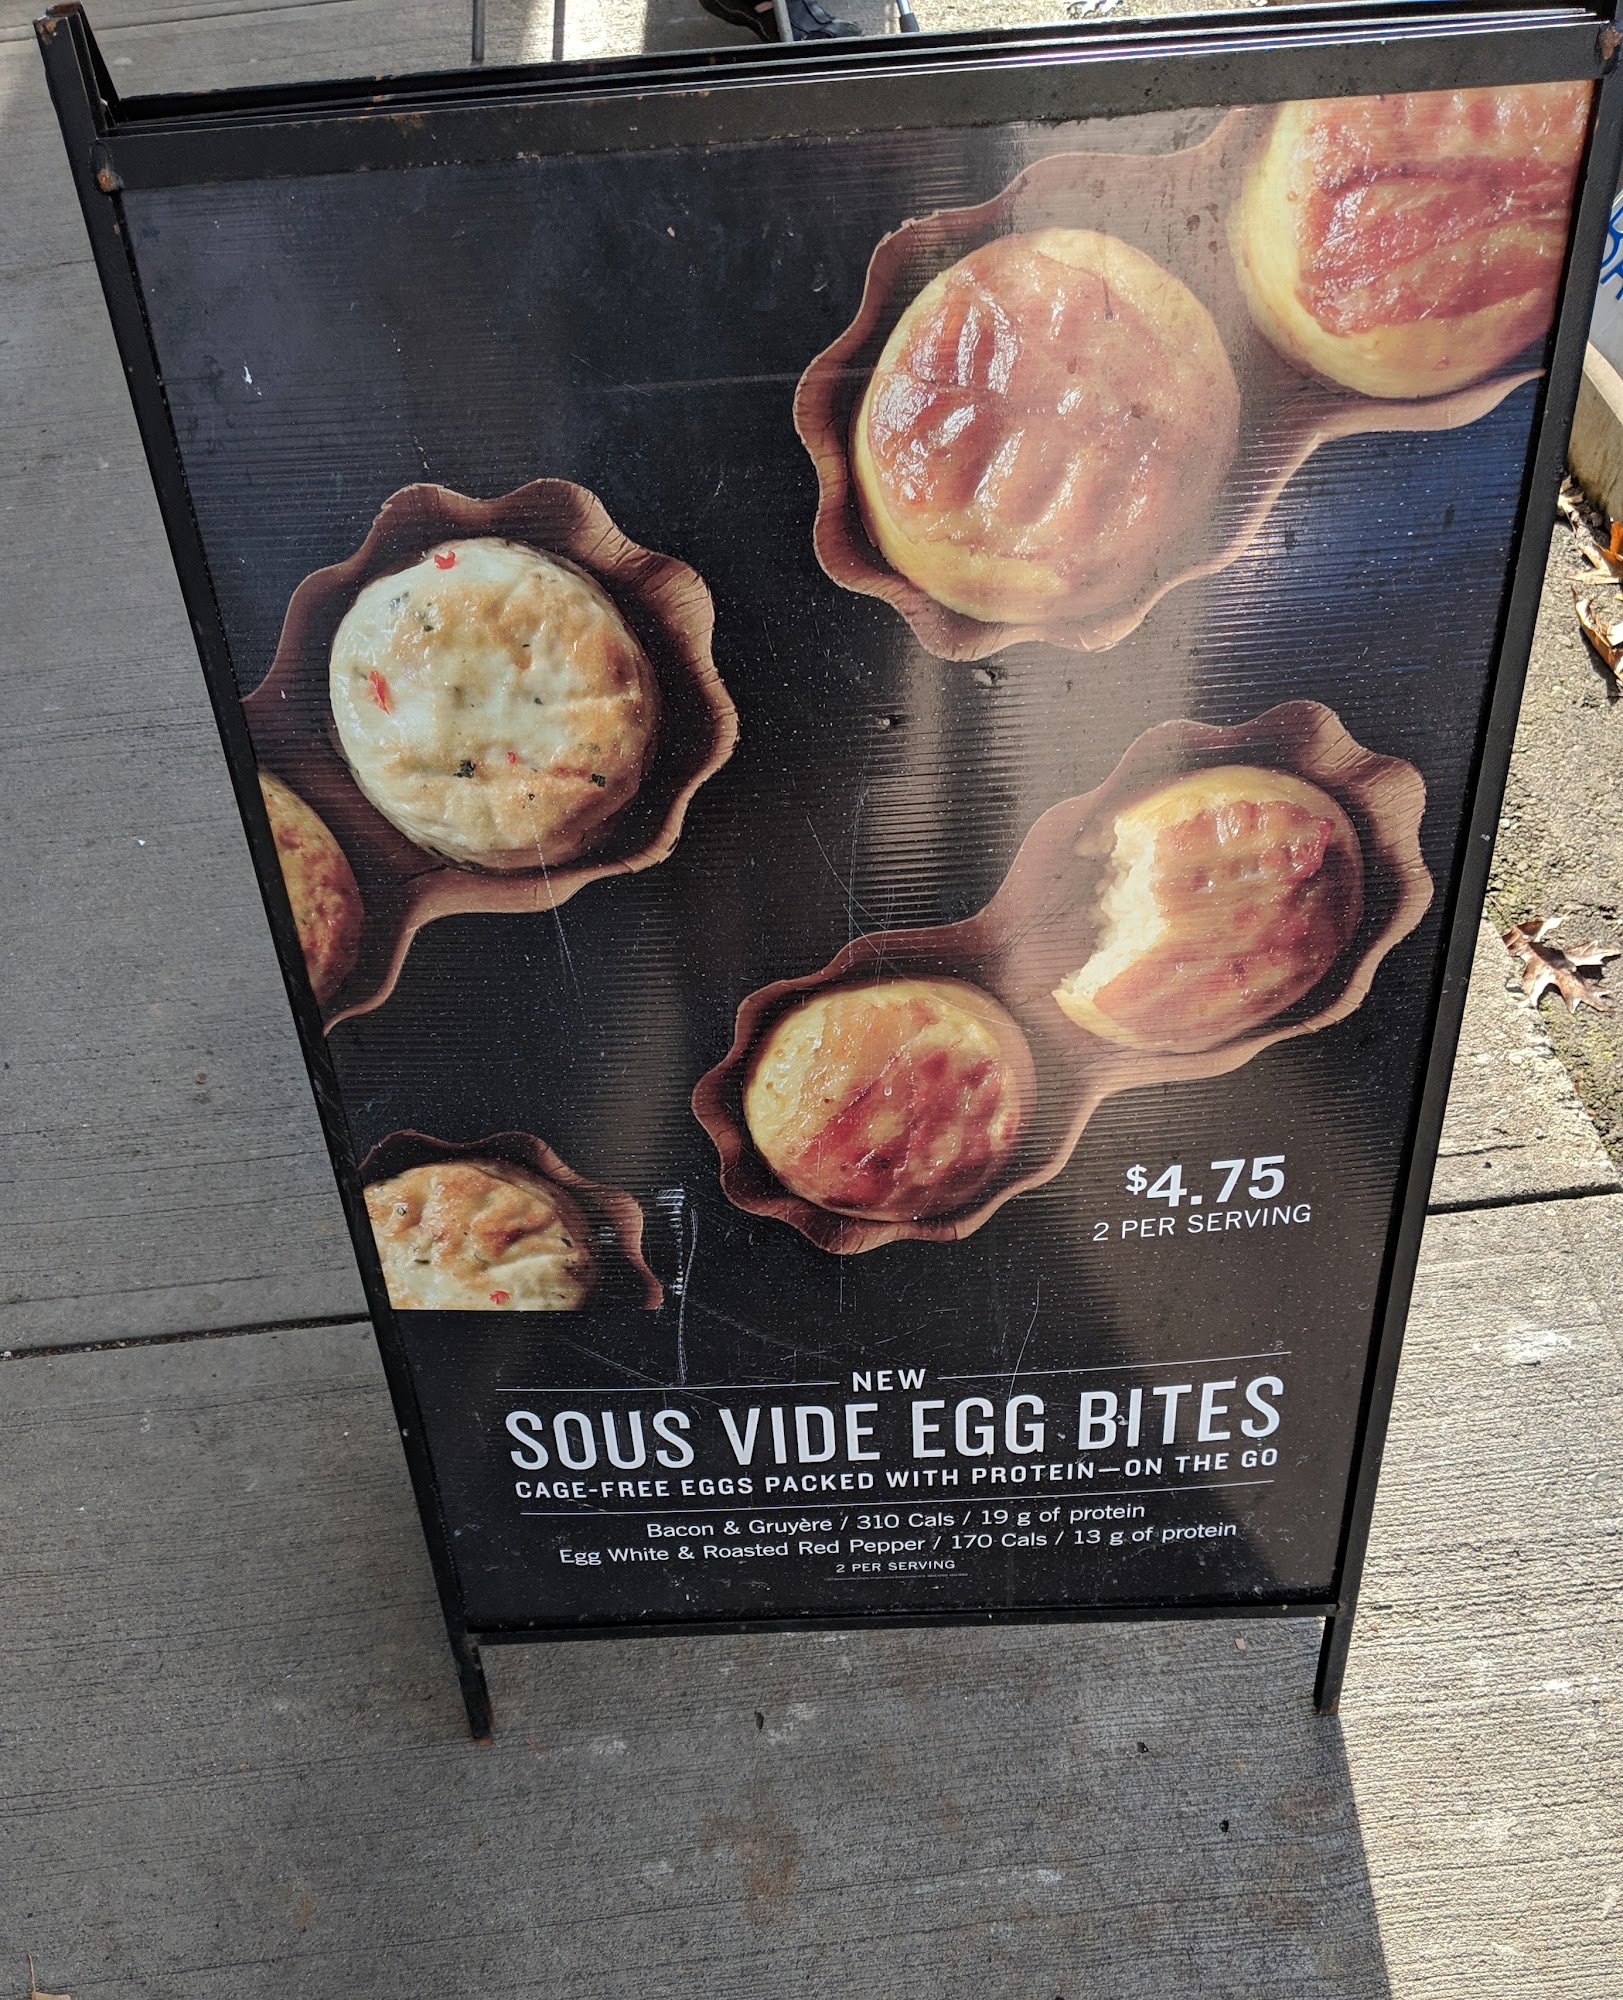 $4.75
2 PER SERVING
NEW
SOUS VIDE EGG BITES
CAGE-FREE EGGS PACKED WITH PROTEIN—ON THE GO
Bacon & Gruyère / 310 Cals / 19 g of protein
Egg White & Roasted Red Pepper / 170 Cals / 13 g of protein
2 PER SERVING